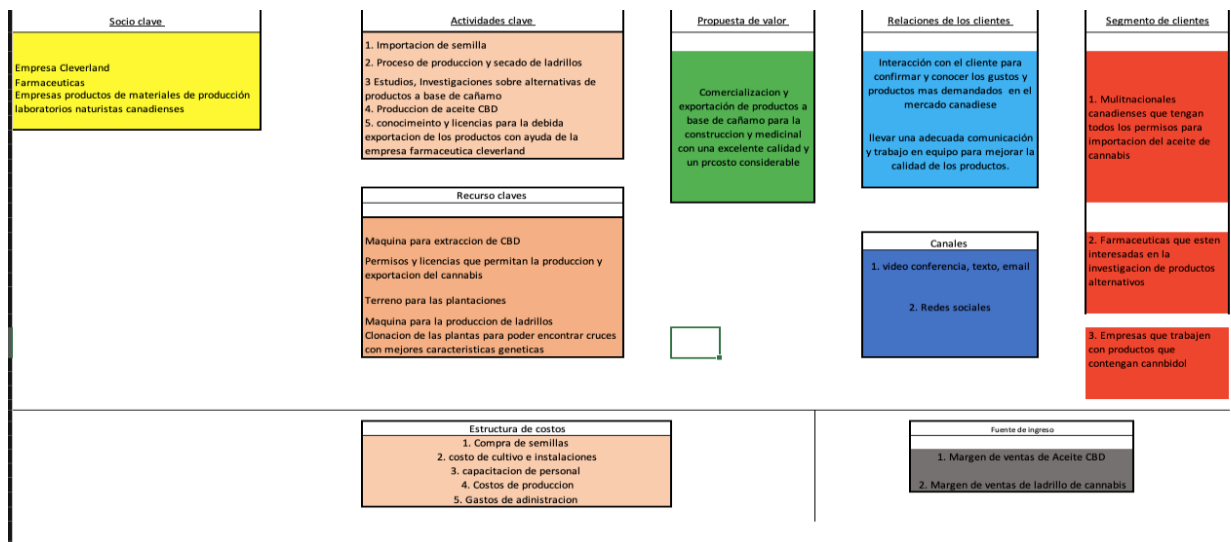 Socio clave
Empresa Cleverland
Farmaceuticas
Empresas productos de materiales de producción
laboratorios naturistas canadienses
Actividades clave
1. Importacion de semilla
2. Proceso de produccion y secado de ladrillos
3 Estudios, Investigaciones sobre alternativas de
productos a base de cañamo
4. Produccion de aceite CBD
5. conocimeinto y licencias para la debida
exportacion de los productos con ayuda de la
empresa farmaceutica cleverland
Recurso claves
Maquina para extraccion de CBD
Permisos y licencias que permitan la produccion y
exportacion del cannabis
Terreno para las plantaciones
Maquina para la produccion de ladrillos
Clonacion de las plantas para poder encontrar cruces
con mejores caracteristicas geneticas
Propuesta de valor
Comercializacion y
exportación de productos a
base de cañamo para la
construccion y medicinal
con una excelente calidad y
un prcosto considerable
Relaciones de los clientes
Interacción con el cliente para
confirmar y conocer los gustos y
productos mas demandados en el
mercado canadiese
llevar una adecuada comunicación
y trabajo en equipo para mejorar la
calidad de los productos.
Canales
1. video conferencia, texto, email
2. Redes sociales
Segmento de clientes
1. Mulitnacionales
canadienses que tengan
todos los permisos para
importacion del aceite de
cannabis
2. Farmaceuticas que esten
interesadas en la
investigacion de productos
alternativos
3. Empresas que trabajen
con productos que
contengan cannbidol
Estructura de costos
1. Compra de semillas
2. costo de cultivo e instalaciones
3. capacitacion de personal
4. Costos de produccion
5. Gastos de adinistracion
Fuente de ingreso
1. Margen de ventas de Aceite CBD
2. Margen de ventas de ladrillo de cannabis